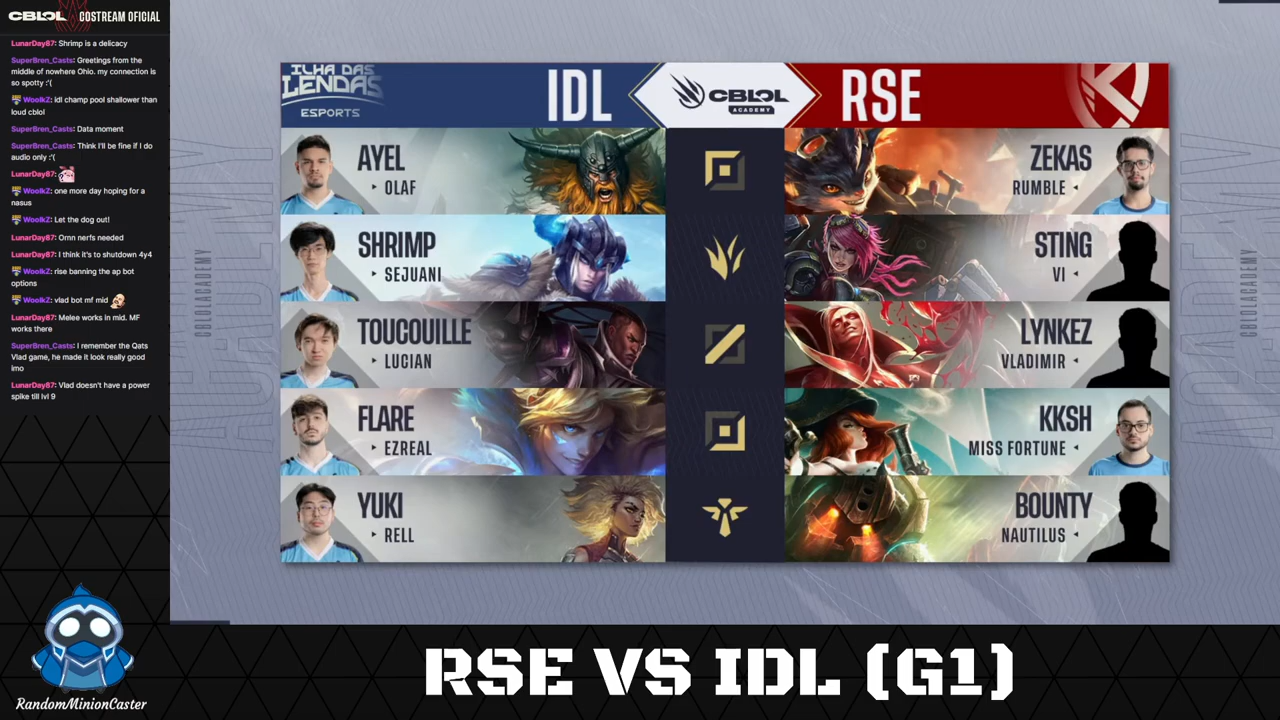 CBLOL COSTREAM OFICIAL
LunarDay87: Shrimp is a delicacy
SuperBren_Casts: Greetings from the
middle of nowhere Ohio. my connection is
so spotty :'(
WoolkZ: idl champ pool shallower than
loud cblol
SuperBren_Casts: Data moment
SuperBren_Casts: Think I'll be fine if I do
audio only :'(
LunarDay87:
WoolkZ: one more day hoping for a
nasus
WoolkZ: Let the dog out!
LunarDay87: Ornn nerfs needed
LunarDay87: I think it's to shutdown 4y4
WoolkZ: rise banning the ap bot
options
WoolkZ: vlad bot mf mid
LunarDay87: Melee works in mid. MF
works there
SuperBren_Casts: I remember the Qats
Vlad game, he made it look really good
imo
LunarDay87: Vlad doesn't have a power
spike till lvl 9
RandomMinionCaster
ILHA DAS
LENDAS
ESPORTS
IDL
CBLOL
ACADEMY
RSE
AYEL
OLAF
ZEKAS
RUMBLE
SHRIMP
SEJUANI
STING
VI
TOUCOUILLE
LUCIAN
LYNKEZ
VLADIMIR
FLARE
EZREAL
KKSH
MISS FORTUNE
YUKI
RELL
BOUNTY
NAUTILUS
CBLOLACADEMY
CBLOLACADEMY
ACADEMY
ACADEMY
RSE VS IDL (G1)